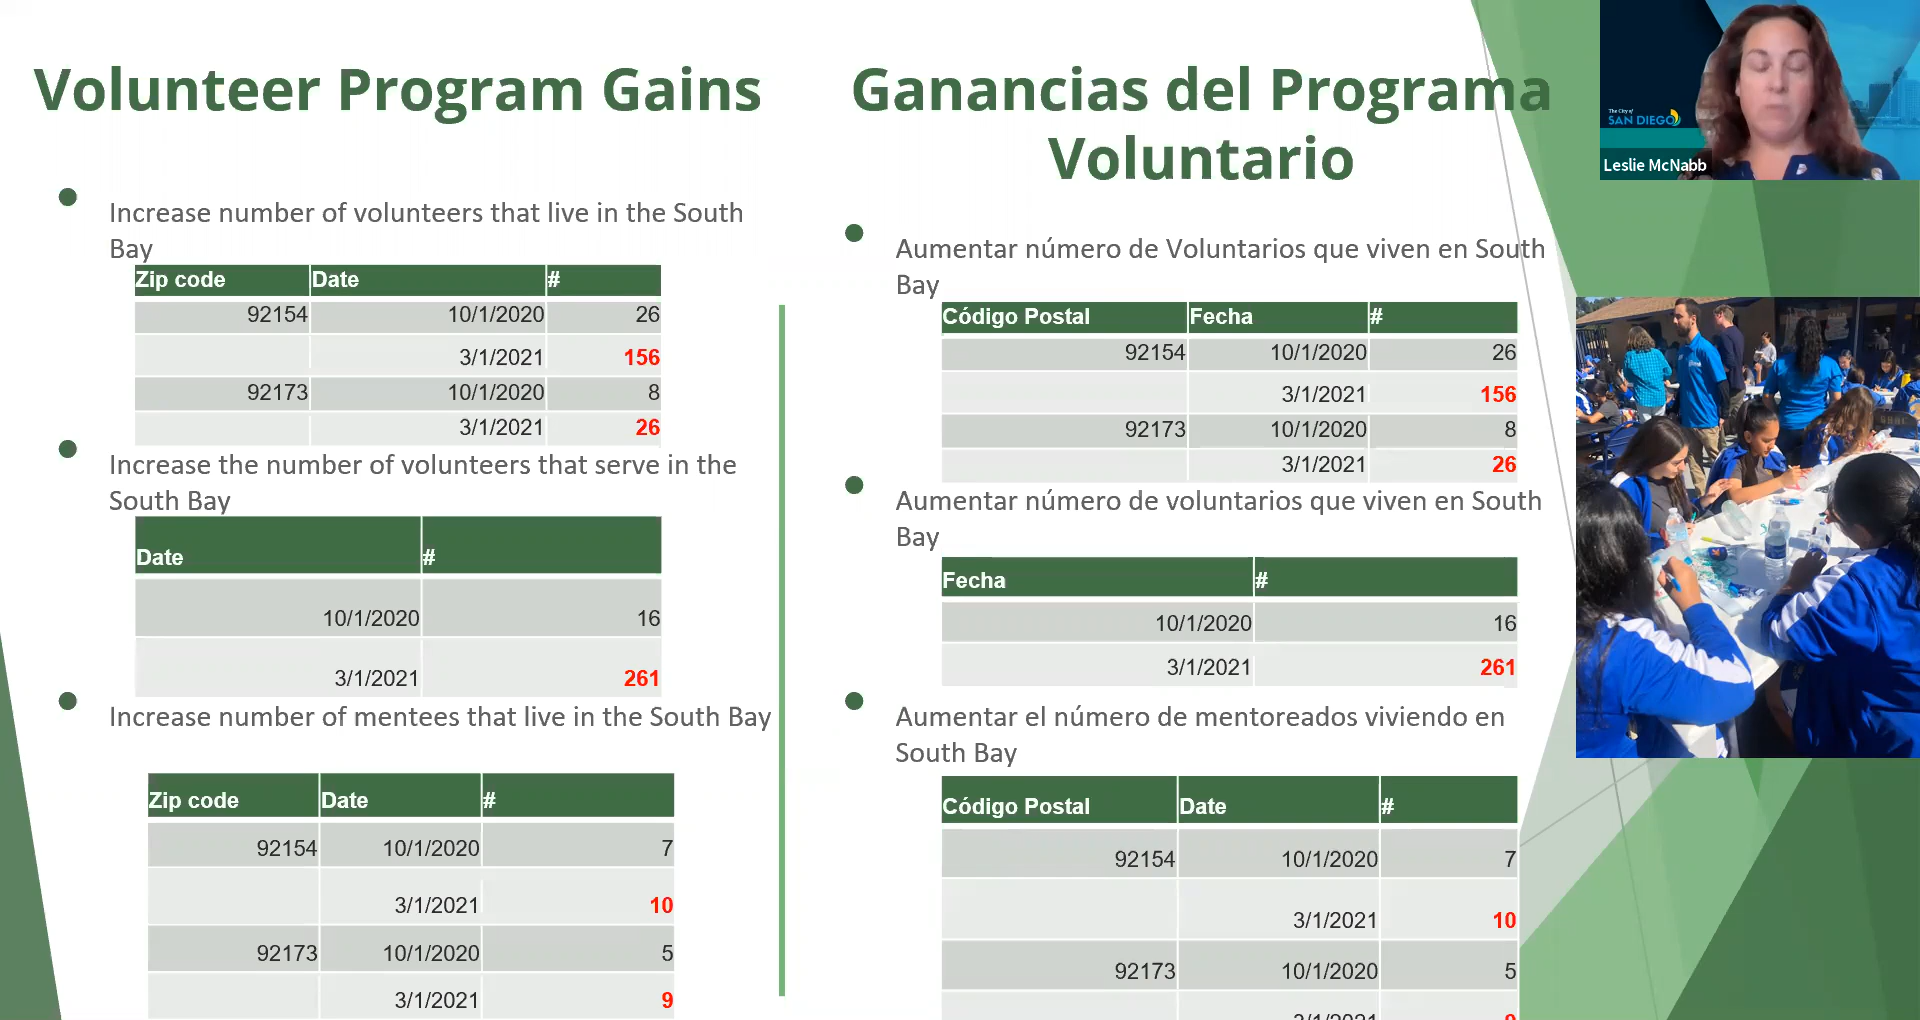 Volunteer Program Gains
Increase number of volunteers that live in the South
Bay
Zip code Date #
92154 10/1/2020 26
3/1/2021 156
92173 10/1/2020 8
3/1/2021 26
Increase the number of volunteers that serve in the
South Bay
Date #
10/1/2020 16
3/1/2021 261
Increase number of mentees that live in the South Bay
Zip code Date #
92154 10/1/2020 7
3/1/2021 10
92173 10/1/2020 5
3/1/2021 9
Ganancias del Programa
Voluntario
Aumentar número de Voluntarios que viven en South
Bay
Código Postal Fecha #
92154 10/1/2020 26
3/1/2021 156
92173 10/1/2020 8
3/1/2021 26
Aumentar número de voluntarios que viven en South
Bay
Fecha #
10/1/2020 16
3/1/2021 261
Aumentar el número de mentoreados viviendo en
South Bay
Código Postal Date #
92154 10/1/2020 7
3/1/2021 10
92173 10/1/2020 5
3/1/2021 9
The City of
SAN DIEGO
Leslie McNabb